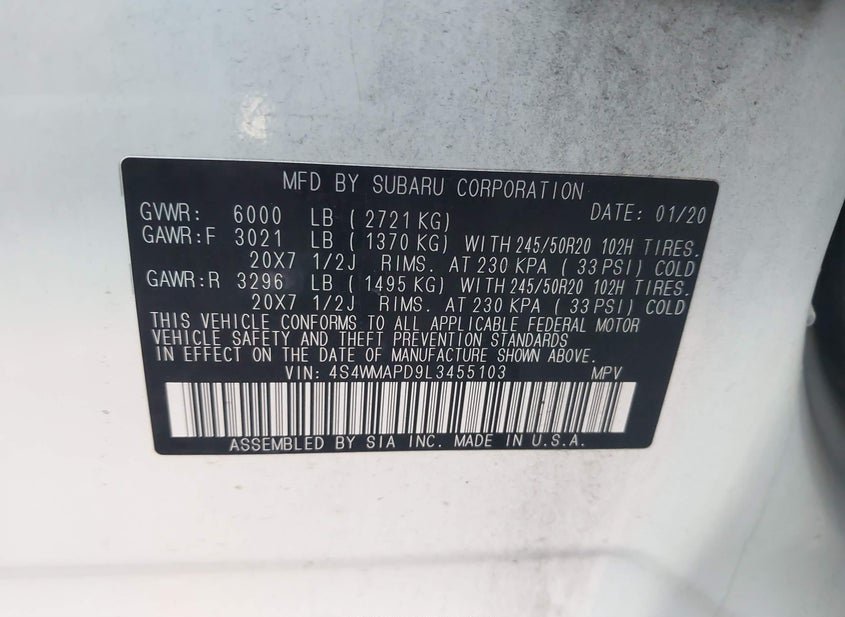 MFD BY SUBARU CORPORATION
GVWR: 6000 LB ( 2721 KG) DATE: 01/20
GAWR:F 3021 LB ( 1370 KG) WITH 245/50R20 102H TIRES.
20X7 1/2J RIMS. AT 230 KPA ( 33 PSI) COLD
GAWR:R 3296 LB ( 1495 KG) WITH 245/50R20 102H TIRES.
20X7 1/2J RIMS. AT 230 KPA ( 33 PSI) COLD
THIS VEHICLE CONFORMS TO ALL APPLICABLE FEDERAL MOTOR
VEHICLE SAFETY AND THEFT PREVENTION STANDARDS
IN EFFECT ON THE DATE OF MANUFACTURE SHOWN ABOVE.
VIN: 4S4WMAPD9L3455103 MPV
ASSEMBLED BY SIA INC. MADE IN U.S.A.